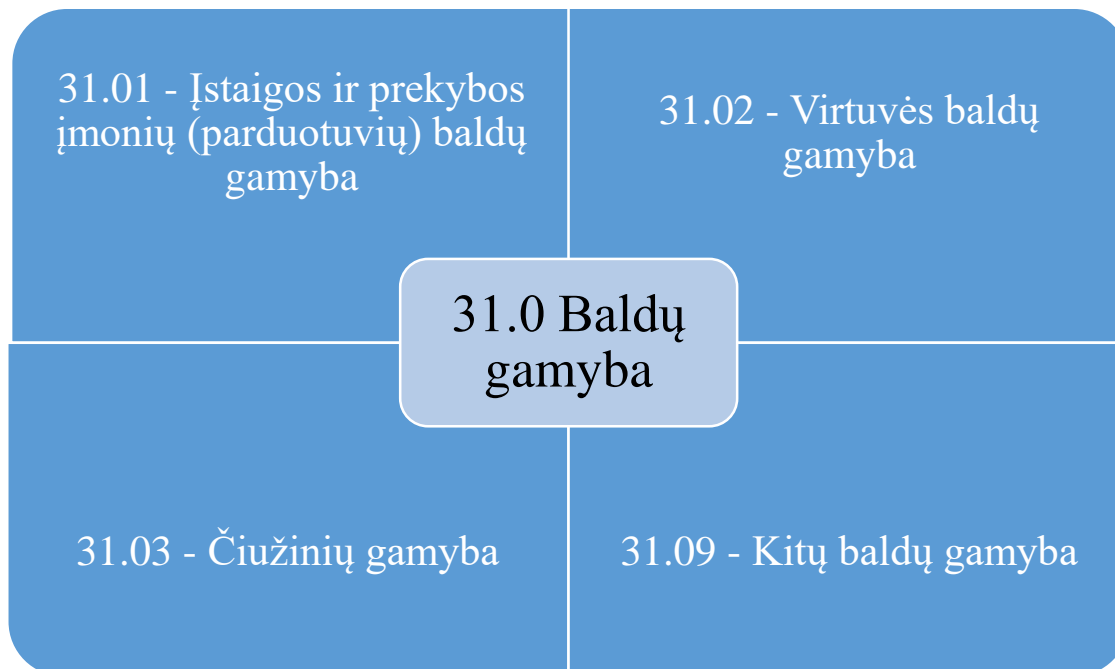 31.01 - Įstaigos ir prekybos
įmonių (parduotuvių) baldų
gamyba
31.02 - Virtuvės baldų
gamyba
31.0 Baldų
gamyba
31.03 - Čiužinių gamyba
31.09 - Kitų baldų gamyba